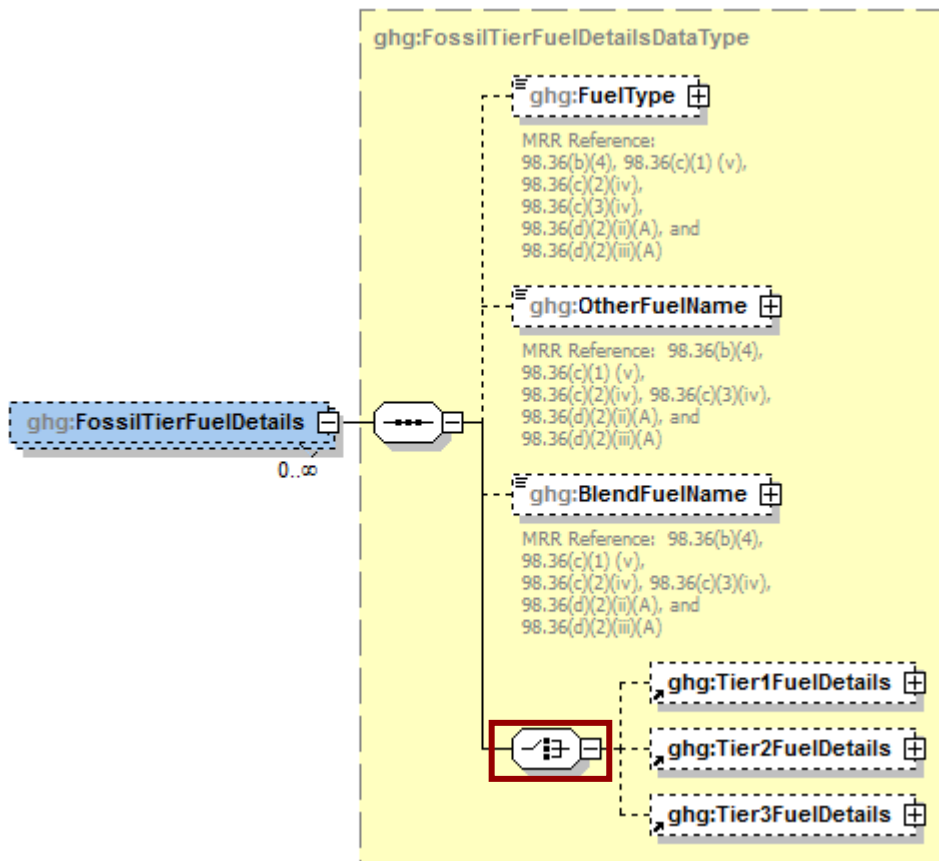 ghg:FossilTierFuelDetailsDataType
ghg:FuelType
MRR Reference:
98.36(b)(4), 98.36(c)(1) (v),
98.36(c)(2)(iv),
98.36(c)(3)(iv),
98.36(d)(2)(ii)(A), and
98.36(d)(2)(iii)(A)
ghg:OtherFuelName
MRR Reference:  98.36(b)(4),
98.36(c)(1) (v),
98.36(c)(2)(iv), 98.36(c)(3)(iv),
98.36(d)(2)(ii)(A), and
98.36(d)(2)(iii)(A)
ghg:FossilTierFuelDetails
0..∞
ghg:BlendFuelName
MRR Reference:  98.36(b)(4),
98.36(c)(1) (v),
98.36(c)(2)(iv), 98.36(c)(3)(iv),
98.36(d)(2)(ii)(A), and
98.36(d)(2)(iii)(A)
ghg:Tier1FuelDetails
ghg:Tier2FuelDetails
ghg:Tier3FuelDetails